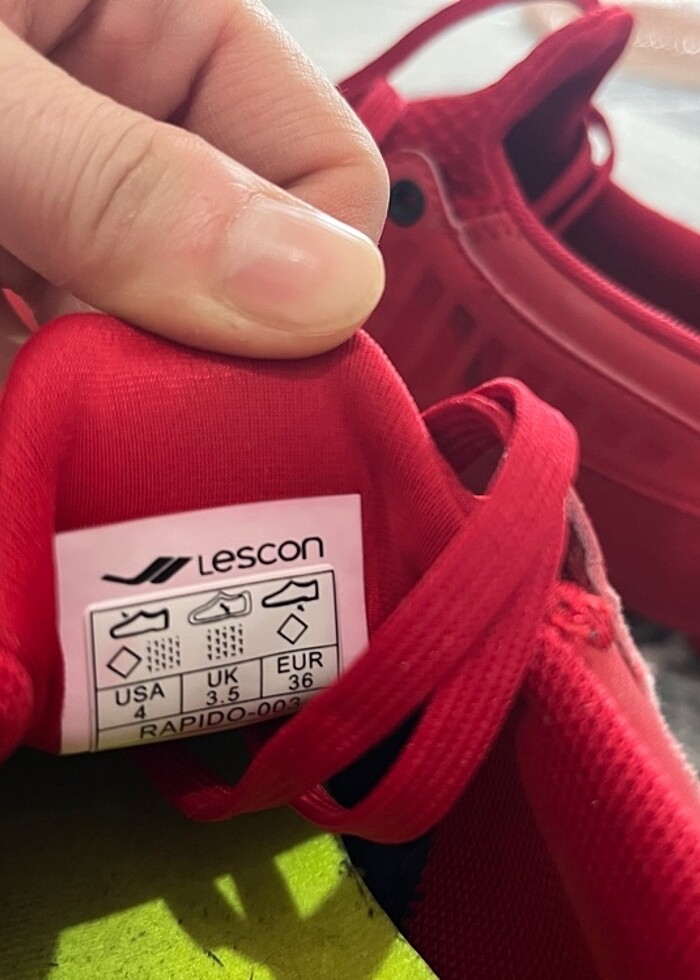 Lescon
USA UK EUR
4 3.5 36
RAPIDO-003